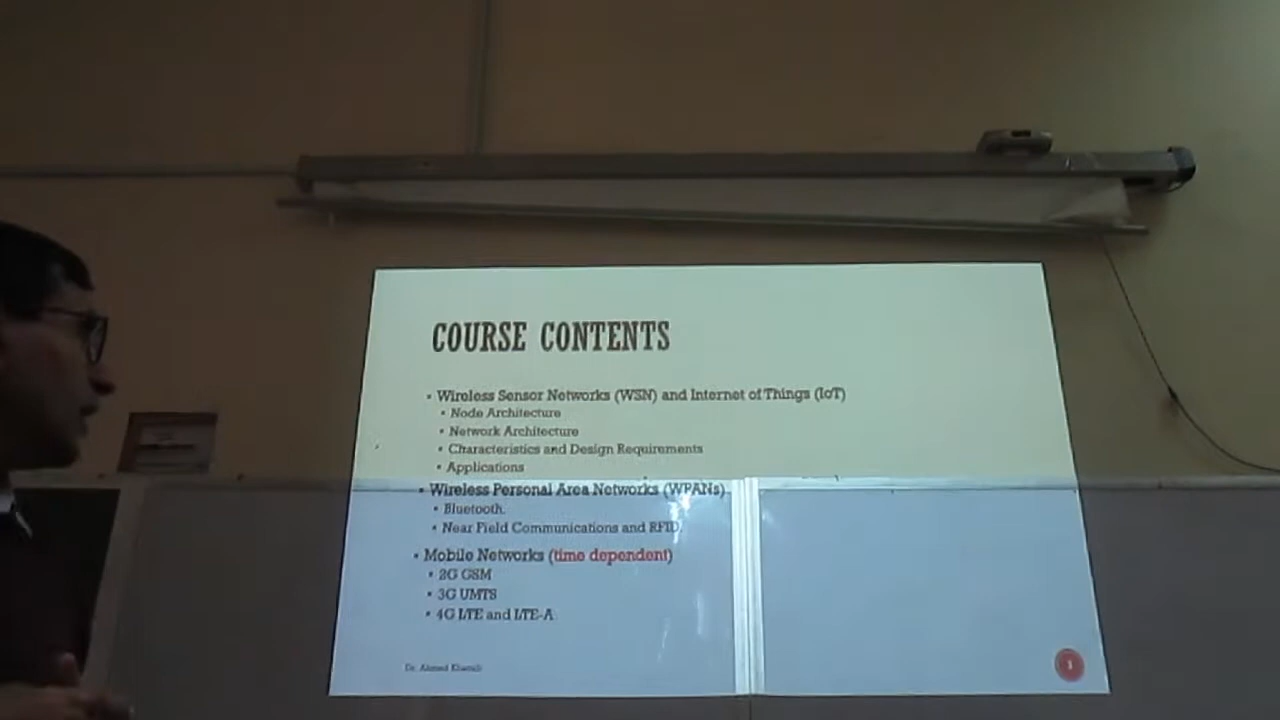 COURSE CONTENTS
• Wireless Sensor Networks (WSN) and Internet of Things (IoT)
• Node Architecture
• Network Architecture
• Characteristics and Design Requirements
• Applications
• Wireless Personal Area Networks (WPANs)
• Bluetooth.
• Near Field Communications and RFID.
• Mobile Networks (time dependent)
• 2G GSM
• 3G UMTS
• 4G LTE and LTE-A.
Dr. Ahmed
1